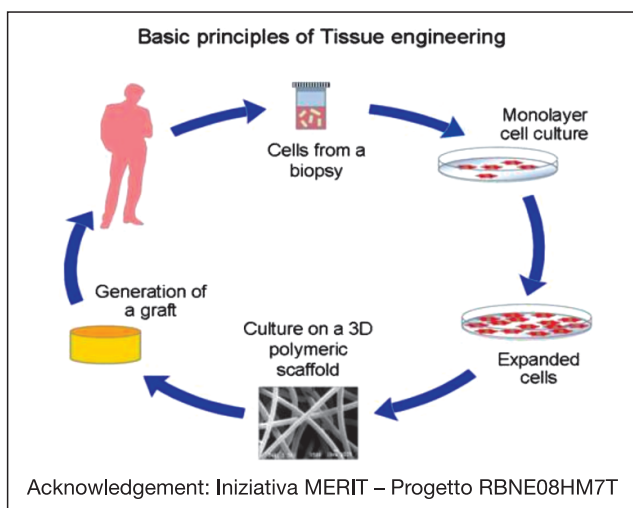 Basic principles of Tissue engineering
Cells from a
biopsy
Monolayer
cell culture
Expanded
cells
Culture on a 3D
polymeric
scaffold
Generation of
a graft
Acknowledgement: Iniziativa MERIT – Progetto RBNE08HM7T